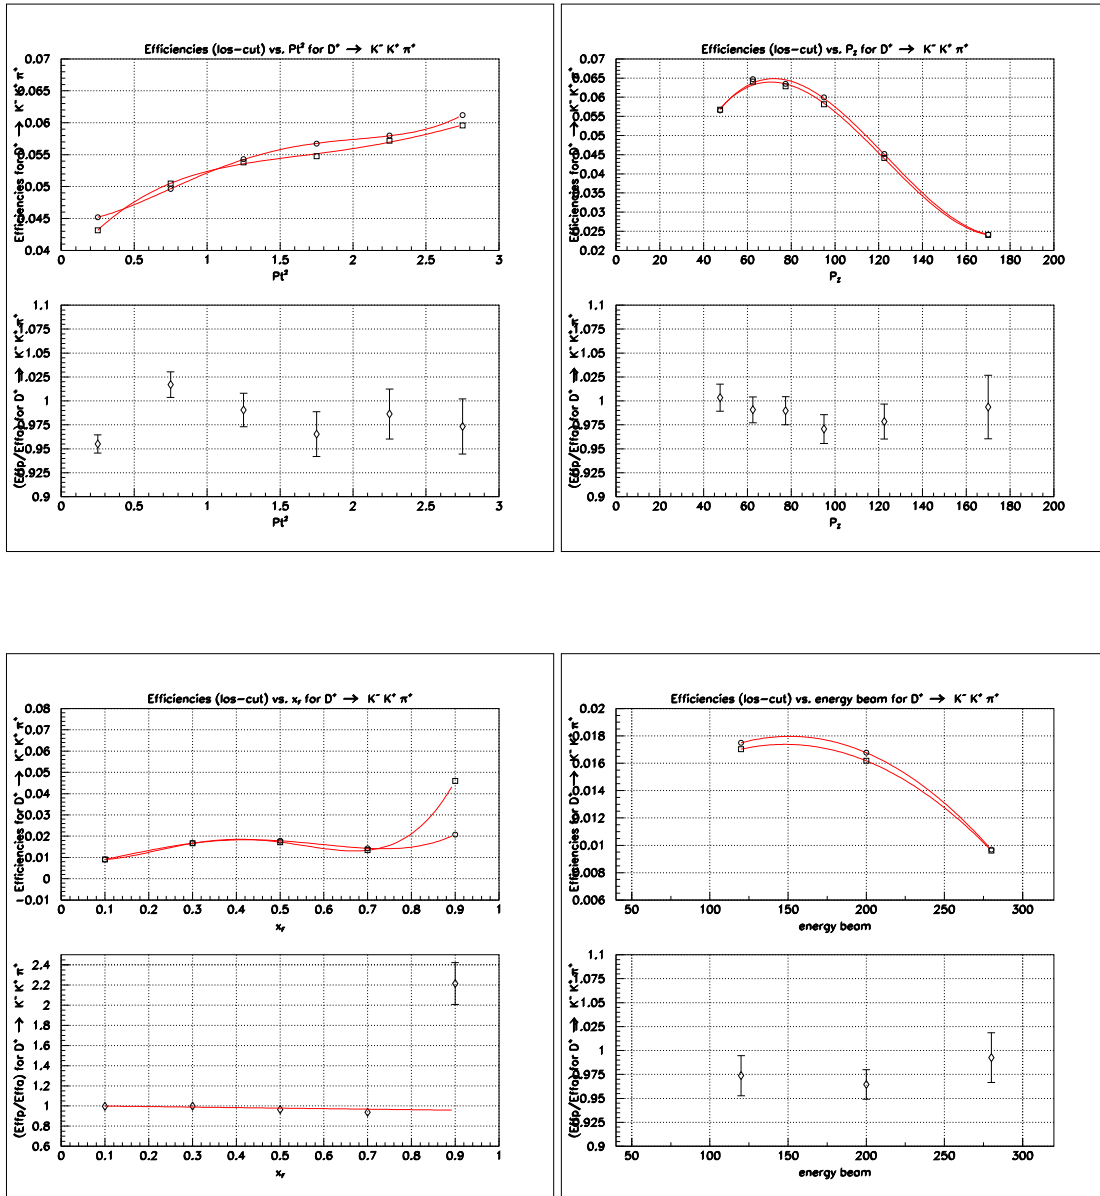 Efficiencies (los-cut) vs. Pt² for D⁺ → K⁻ K⁺ π⁺
Efficiencies for D⁺ → K⁻ K⁺ π⁺
0.07
0.06
0.05
0.04
0 0.5 1 1.5 2 2.5 3
Pt²
(Effp/Effa) for D⁺ → K⁻ K⁺ π⁺
1.1
1.075
1.05
1.025
1
0.975
0.95
0.925
0.9
0 0.5 1 1.5 2 2.5 3
Pt²
Efficiencies (los-cut) vs. P_z for D⁺ → K⁻ K⁺ π⁺
Efficiencies for D⁺ → K⁻ K⁺ π⁺
0.07
0.065
0.06
0.055
0.05
0.045
0.04
0.035
0.03
0.025
0.02
0 20 40 60 80 100 120 140 160 180 200
P_z
(Effp/Effa) for D⁺ → K⁻ K⁺ π⁺
1.1
1.075
1.05
1.025
1
0.975
0.95
0.925
0.9
0 20 40 60 80 100 120 140 160 180 200
P_z
Efficiencies (los-cut) vs. x_F for D⁺ → K⁻ K⁺ π⁺
Efficiencies for D⁺ → K⁻ K⁺ π⁺
0.08
0.07
0.06
0.05
0.04
0.03
0.02
0.01
0
-0.01
0 0.1 0.2 0.3 0.4 0.5 0.6 0.7 0.8 0.9 1
x_F
(Effp/Effa) for D⁺ → K⁻ K⁺ π⁺
2.4
2.2
2
1.8
1.6
1.4
1.2
1
0.8
0.6
0 0.1 0.2 0.3 0.4 0.5 0.6 0.7 0.8 0.9 1
x_F
Efficiencies (los-cut) vs. energy beam for D⁺ → K⁻ K⁺ π⁺
Efficiencies for D⁺ → K⁻ K⁺ π⁺
0.02
0.018
0.016
0.014
0.012
0.01
0.008
0.006
50 100 150 200 250 300
energy beam
(Effp/Effa) for D⁺ → K⁻ K⁺ π⁺
1.1
1.075
1.05
1.025
1
0.975
0.95
0.925
0.9
50 100 150 200 250 300
energy beam